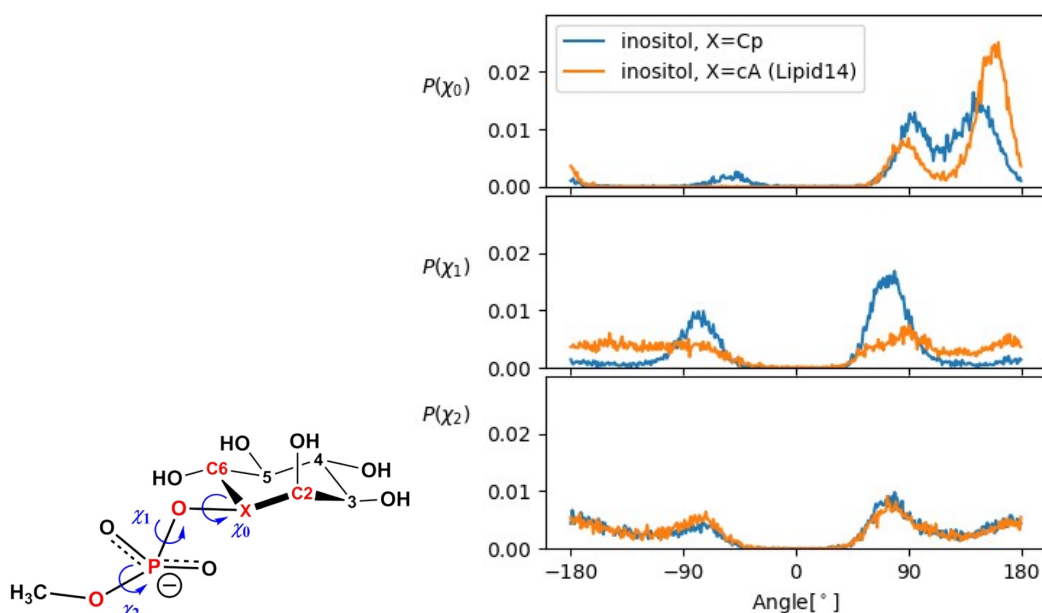 inositol, X=Cp
inositol, X=cA (Lipid14)
P(χ₀)
0.02
0.01
0.00
P(χ₁)
0.02
0.01
0.00
P(χ₂)
0.02
0.01
0.00
−180 −90 0 90 180
Angle[°]
HO OH
HO C6 5 4 OH
C2 3 OH
O X
χ₁ χ₀
O
P O
−
H₃C O
χ₂